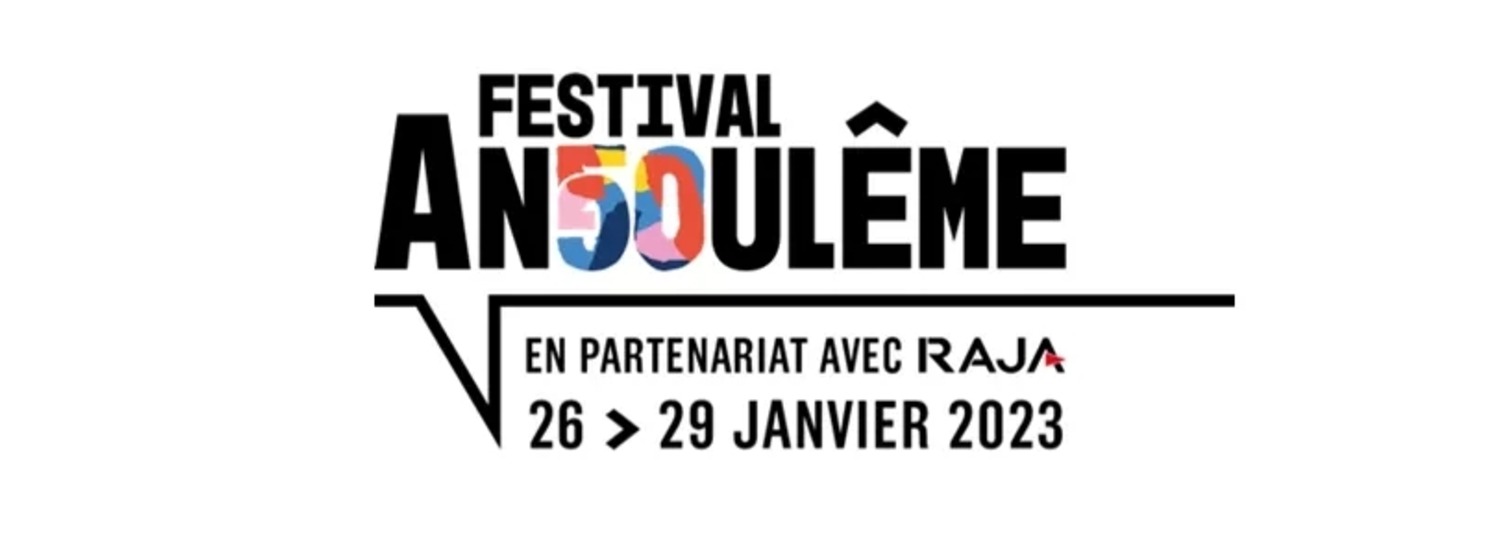 FESTIVAL
AN50ULÊME
EN PARTENARIAT AVEC RAJA
26 > 29 JANVIER 2023